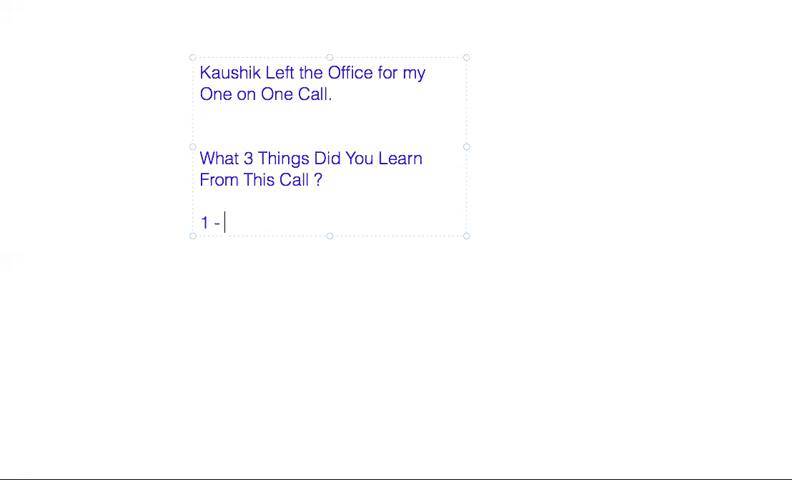 Kaushik Left the Office for my
One on One Call.
What 3 Things Did You Learn
From This Call ?
1 -